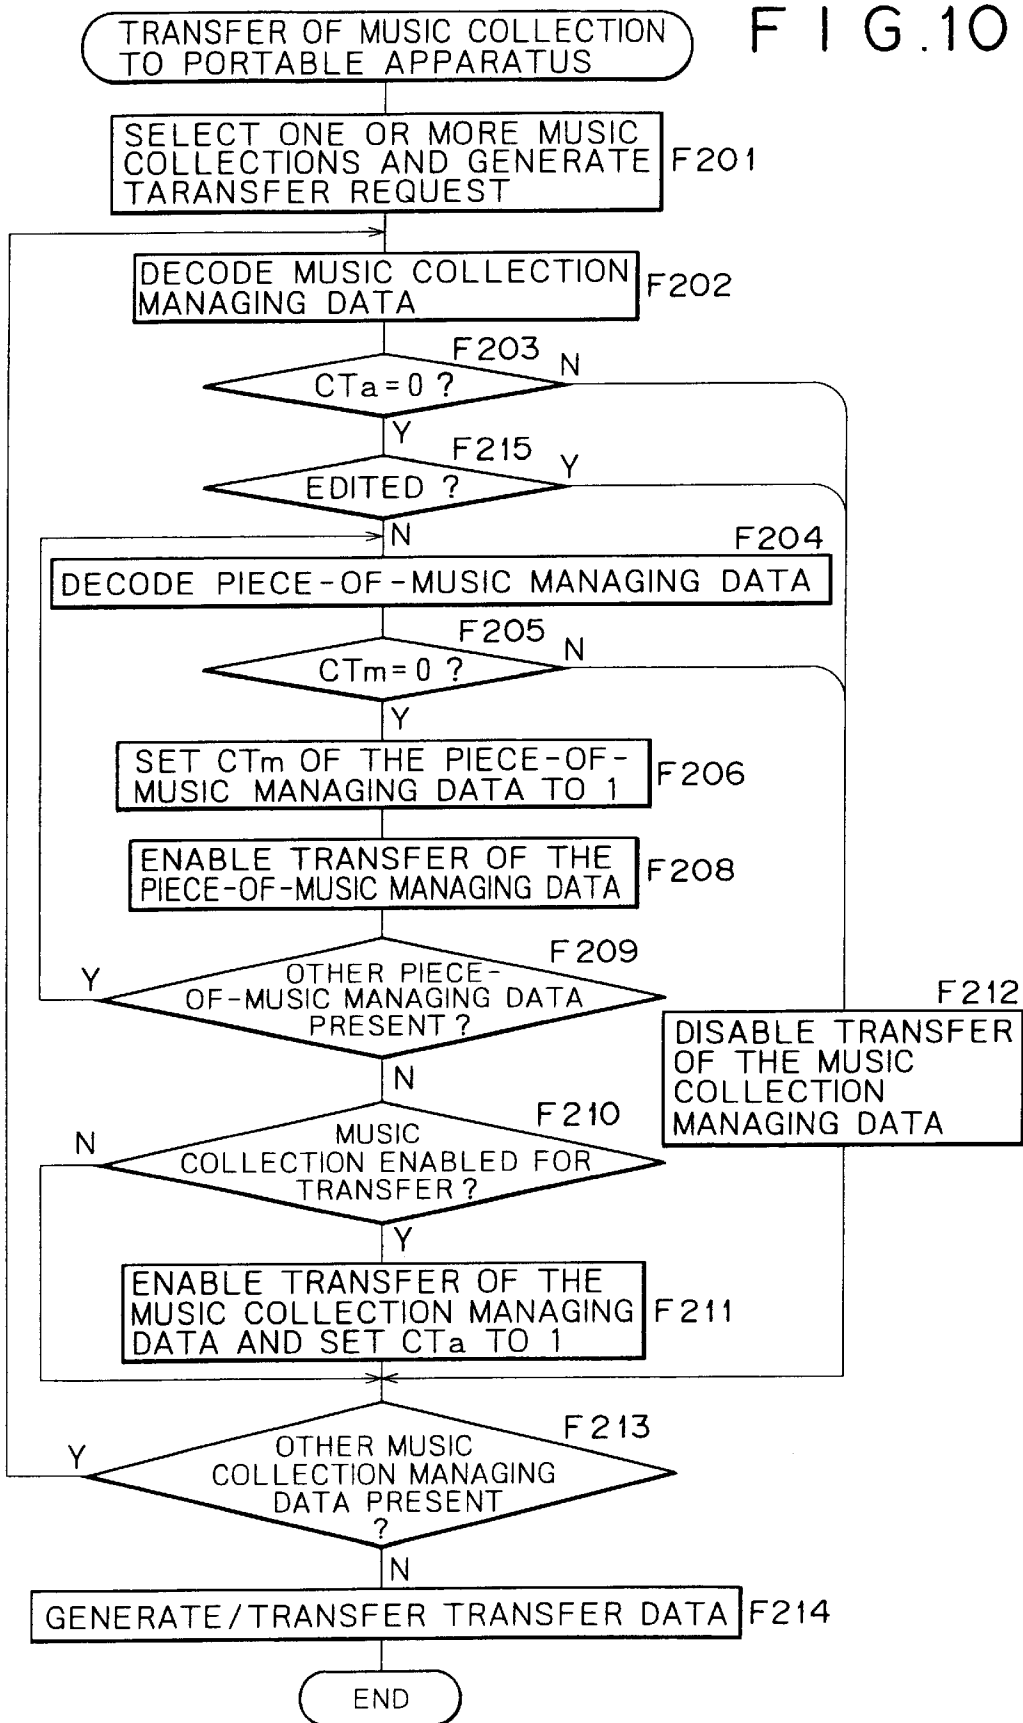 FIG.10
TRANSFER OF MUSIC COLLECTION
TO PORTABLE APPARATUS
SELECT ONE OR MORE MUSIC
COLLECTIONS AND GENERATE
TARANSFER REQUEST
F201
DECODE MUSIC COLLECTION
MANAGING DATA
F202
F203
CTa=0 ?
N
Y
F215
EDITED ?
Y
N
F204
DECODE PIECE-OF-MUSIC MANAGING DATA
F205
CTm=0 ?
N
Y
SET CTm OF THE PIECE-OF-
MUSIC MANAGING DATA TO 1
F206
ENABLE TRANSFER OF THE
PIECE-OF-MUSIC MANAGING DATA
F208
F209
OTHER PIECE-
OF-MUSIC MANAGING DATA
PRESENT?
Y
N
F212
DISABLE TRANSFER
OF THE MUSIC
COLLECTION
MANAGING DATA
F210
MUSIC
COLLECTION ENABLED FOR
TRANSFER?
N
Y
ENABLE TRANSFER OF THE
MUSIC COLLECTION MANAGING
DATA AND SET CTa TO 1
F211
F213
OTHER MUSIC
COLLECTION MANAGING
DATA PRESENT
?
Y
N
GENERATE/TRANSFER TRANSFER DATA
F214
END